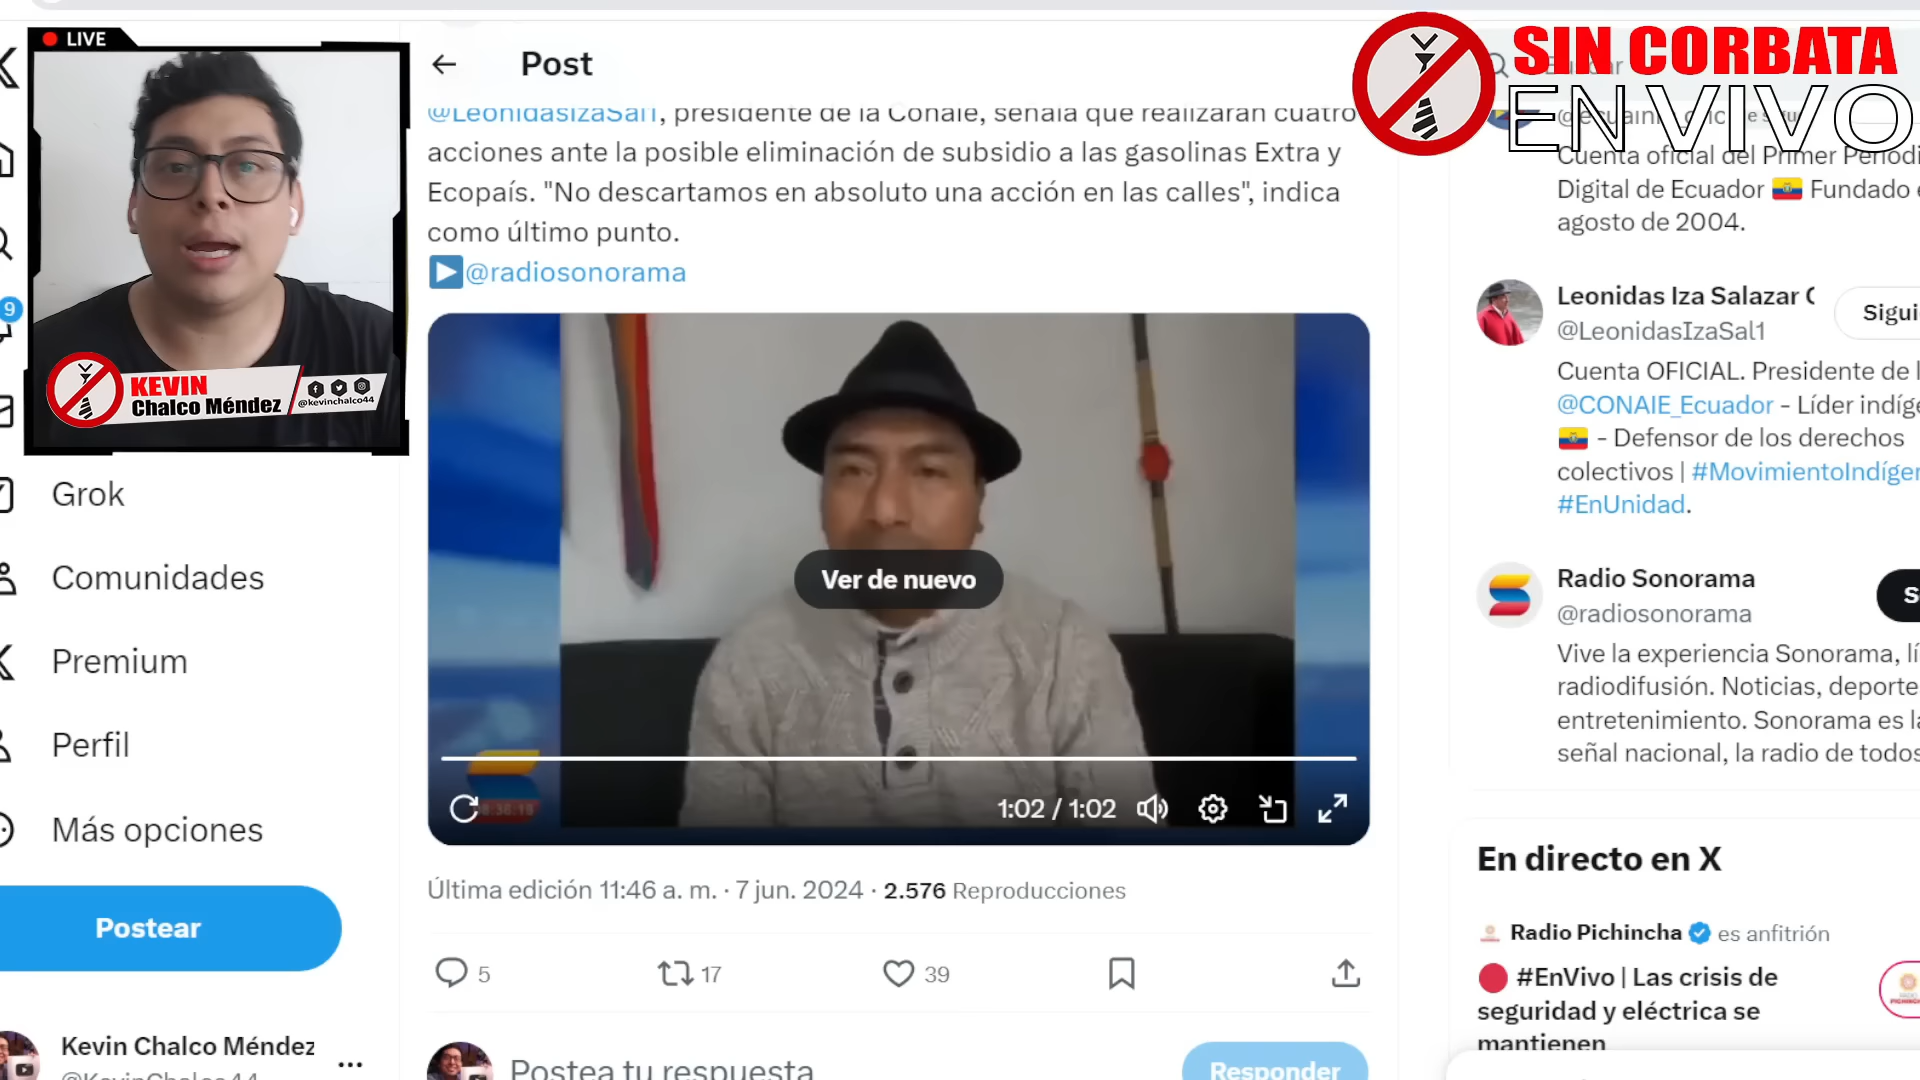 LIVE
KEVIN
Chalco Méndez
@kevinchalco44
9
Grok
Comunidades
Premium
Perfil
Más opciones
Postear
Kevin Chalco Méndez
@KevinChalco44
Post
@LeonidasIzaSal1, presidente de la Conaie, señala que realizarán cuatro
acciones ante la posible eliminación de subsidio a las gasolinas Extra y
Ecopaís. "No descartamos en absoluto una acción en las calles", indica
como último punto.
@radiosonorama
Ver de nuevo
1:02 / 1:02
Última edición 11:46 a. m. · 7 jun. 2024 · 2.576 Reproducciones
5
17
39
Postea tu respuesta
Responder
SIN CORBATA
EN VIVO
Cuenta oficial del Primer Periódi
Digital de Ecuador Fundado e
agosto de 2004.
Leonidas Iza Salazar
@LeonidasIzaSal1
Sigui
Cuenta OFICIAL. Presidente de l
@CONAIE_Ecuador - Líder indíge
- Defensor de los derechos
colectivos | #MovimientoIndíger
#EnUnidad.
Radio Sonorama
@radiosonorama
S
Vive la experiencia Sonorama, lí
radiodifusión. Noticias, deporte
entretenimiento. Sonorama es la
señal nacional, la radio de todos
En directo en X
Radio Pichincha es anfitrión
#EnVivo | Las crisis de
seguridad y eléctrica se
mantienen